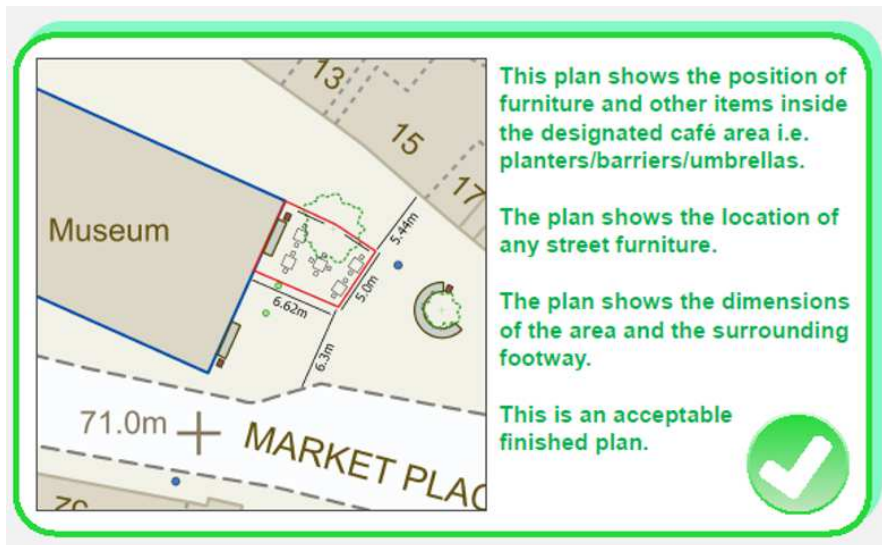 13
15
17
Museum
5.44m
5.0m
6.62m
6.3m
71.0m
MARKET PLAC
52
This plan shows the position of
furniture and other items inside
the designated café area i.e.
planters/barriers/umbrellas.
The plan shows the location of
any street furniture.
The plan shows the dimensions
of the area and the surrounding
footway.
This is an acceptable
finished plan.